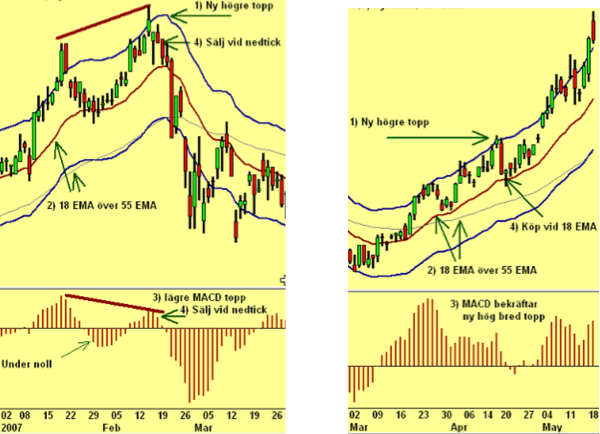 1) Ny högre topp
4) Sälj vid nedtick
2) 18 EMA över 55 EMA
3) lägre MACD topp
4) Sälj vid nedtick
Under noll
02 08 15 22 29 05 12 19 26 05 12 19 26
2007 Feb Mar
1) Ny högre topp
4) Köp vid 18 EMA
2) 18 EMA över 55 EMA
3) MACD bekräftar
ny hög bred topp
02 09 16 23 30 06 13 20 27 04 11 18
Mar Apr May